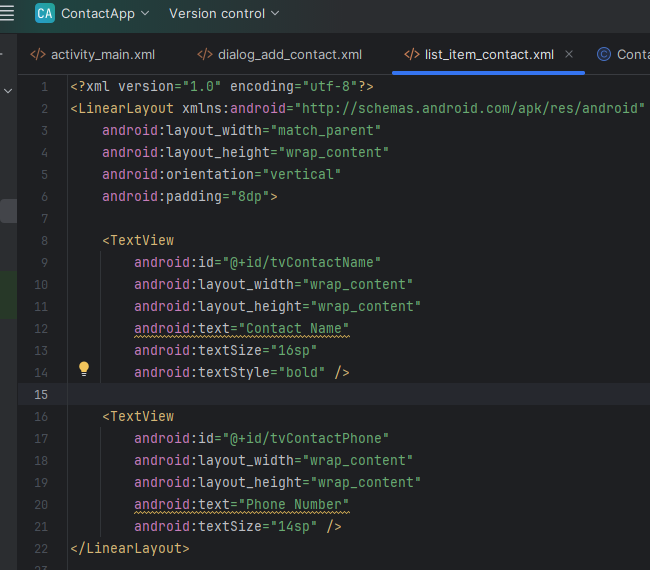 CA ContactApp Version control
activity_main.xml dialog_add_contact.xml list_item_contact.xml Conta
1 <?xml version="1.0" encoding="utf-8"?>
2 <LinearLayout xmlns:android="http://schemas.android.com/apk/res/android"
3 android:layout_width="match_parent"
4 android:layout_height="wrap_content"
5 android:orientation="vertical"
6 android:padding="8dp">
7
8 <TextView
9 android:id="@+id/tvContactName"
10 android:layout_width="wrap_content"
11 android:layout_height="wrap_content"
12 android:text="Contact Name"
13 android:textSize="16sp"
14 android:textStyle="bold" />
15
16 <TextView
17 android:id="@+id/tvContactPhone"
18 android:layout_width="wrap_content"
19 android:layout_height="wrap_content"
20 android:text="Phone Number"
21 android:textSize="14sp" />
22 </LinearLayout>